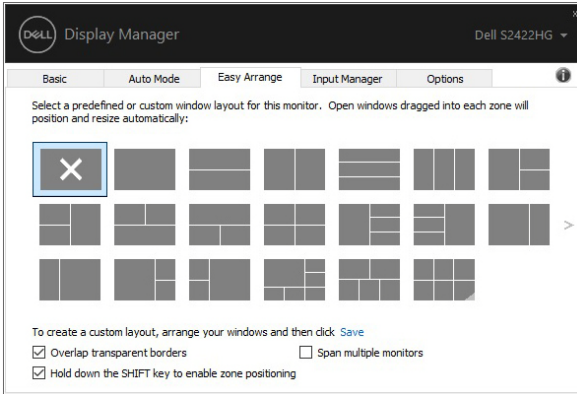 DELL Display Manager
Dell S2422HG
Basic Auto Mode Easy Arrange Input Manager Options
Select a predefined or custom window layout for this monitor. Open windows dragged into each zone will
position and resize automatically:
To create a custom layout, arrange your windows and then click Save
Overlap transparent borders
Span multiple monitors
Hold down the SHIFT key to enable zone positioning